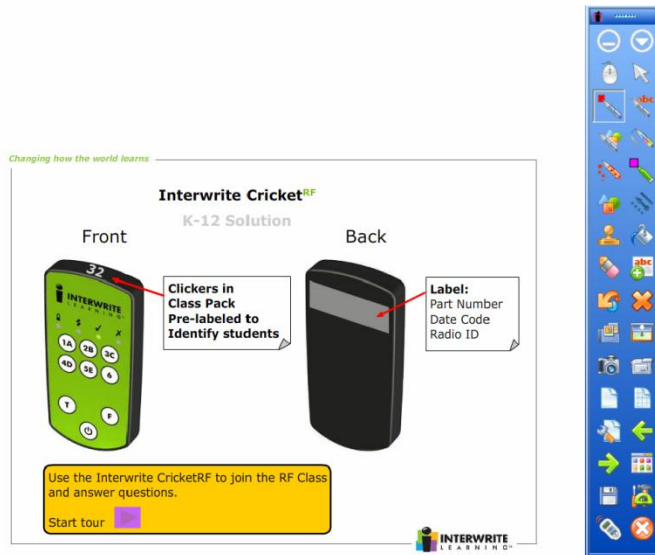 Changing how the world learns
Interwrite CricketRF
K-12 Solution
Front
Back
32
INTERWRITE
LEARNING
1A 2B 3C
4D 5E 6
T F
Clickers in
Class Pack
Pre-labeled to
Identify students
Label:
Part Number
Date Code
Radio ID
Use the Interwrite CricketRF to join the RF Class
and answer questions.
Start tour
INTERWRITE
LEARNING
abc
abc